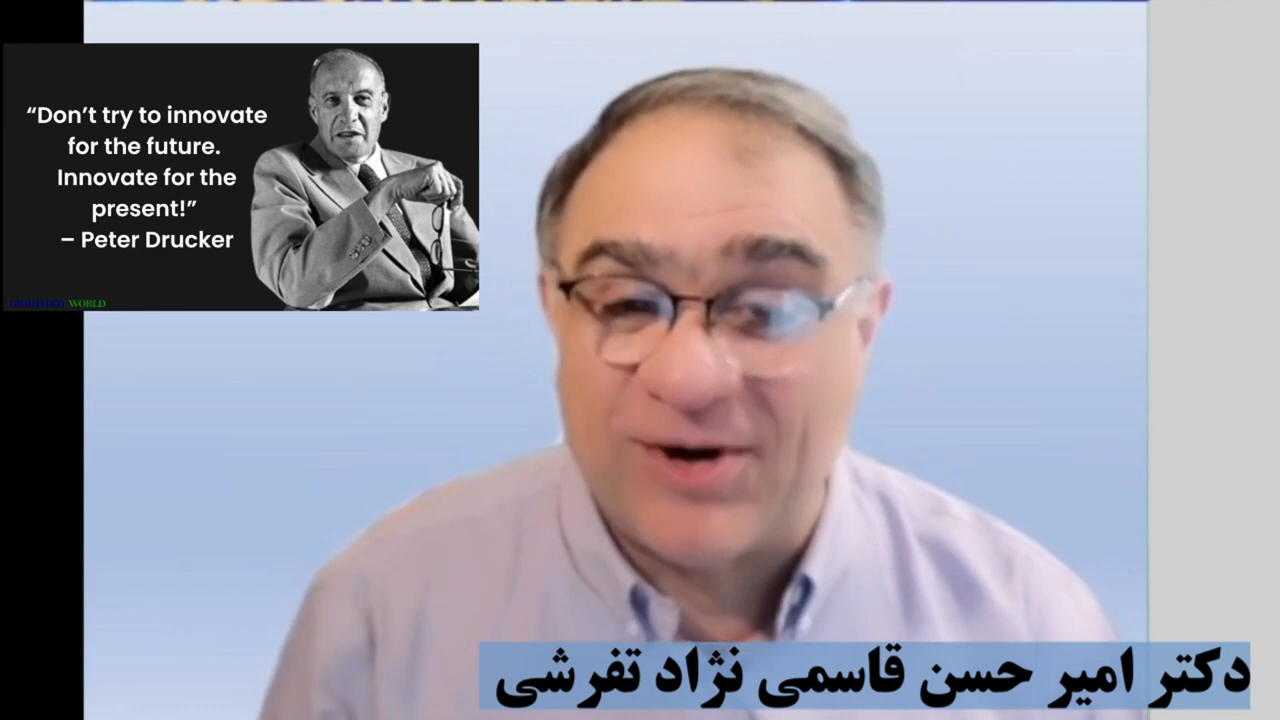 “Don’t try to innovate
for the future.
Innovate for the
present!”
– Peter Drucker
WORLD
دکتر امیر حسن قاسمی نژاد تفرشی